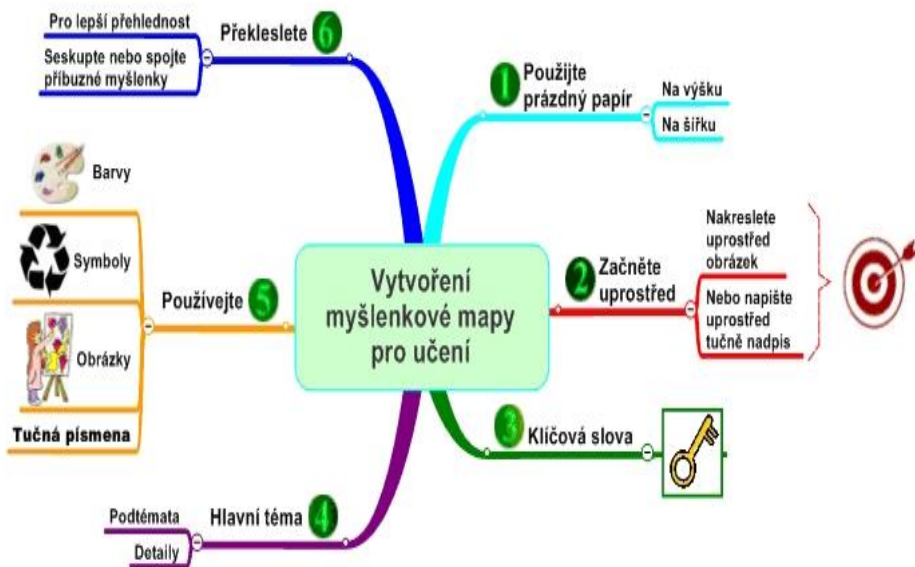 Vytvoření
myšlenkové mapy
pro učení
1 Použijte
prázdný papír
Na výšku
Na šířku
2 Začněte
uprostřed
Nakreslete
uprostřed
obrázek
Nebo napište
uprostřed
tučně nadpis
3 Klíčová slova
Hlavní téma 4
Podtémata
Detaily
Používejte 5
Barvy
Symboly
Obrázky
Tučná písmena
Překleslete 6
Pro lepší přehlednost
Seskupte nebo spojte
příbuzné myšlenky